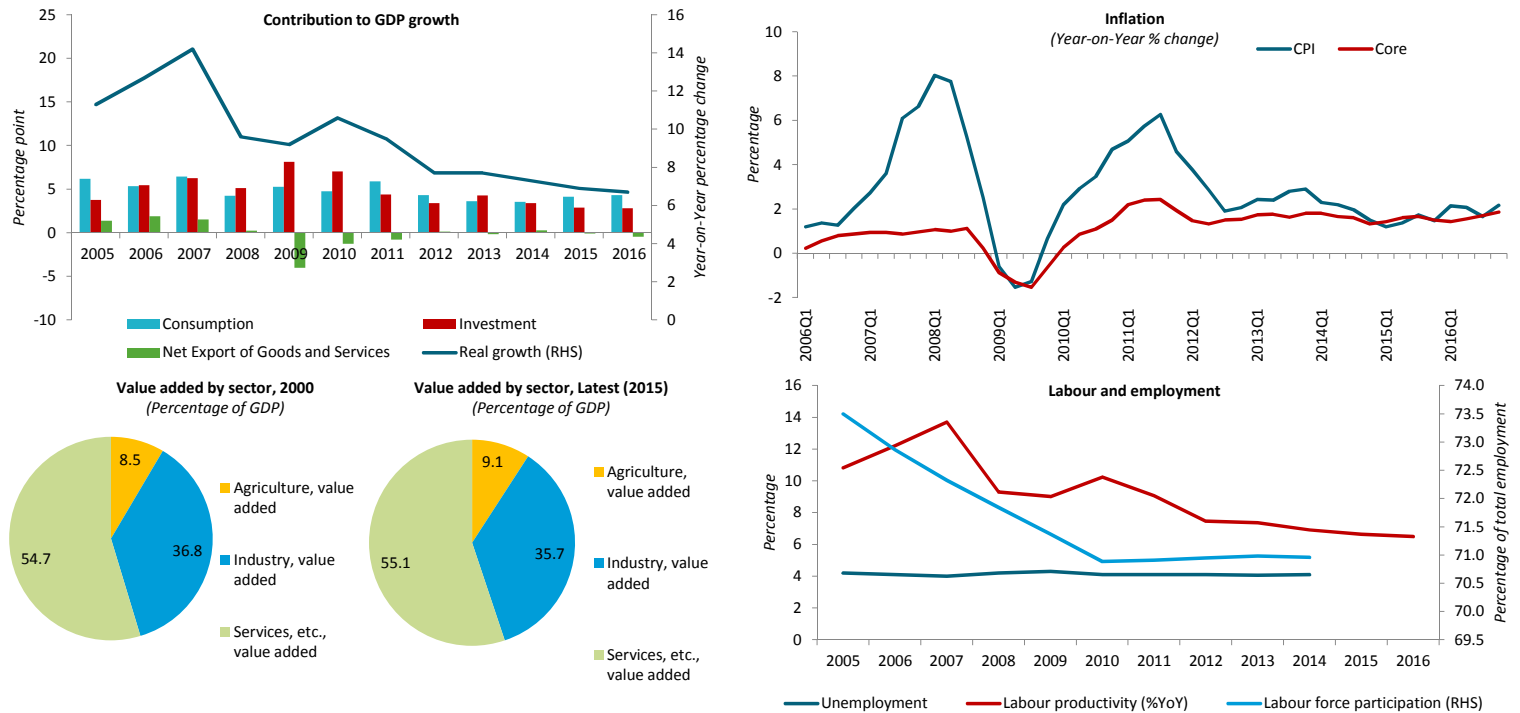 Contribution to GDP growth
Percentage point
25
20
15
10
5
0
-5
-10
16
14
12
10
8
6
4
2
0
Year-on-Year percentage change
2005 2006 2007 2008 2009 2010 2011 2012 2013 2014 2015 2016
Consumption
Investment
Net Export of Goods and Services
Real growth (RHS)
Inflation
(Year-on-Year % change)
CPI
Core
Percentage
10
8
6
4
2
0
-2
2006Q1
2007Q1
2008Q1
2009Q1
2010Q1
2011Q1
2012Q1
2013Q1
2014Q1
2015Q1
2016Q1
Value added by sector, 2000
(Percentage of GDP)
8.5
36.8
54.7
Agriculture, value
added
Industry, value
added
Services, etc.,
value added
Value added by sector, Latest (2015)
(Percentage of GDP)
9.1
35.7
55.1
Agriculture,
value added
Industry, value
added
Services, etc.,
value added
Labour and employment
Percentage
16
14
12
10
8
6
4
2
0
74.0
73.5
73.0
72.5
72.0
71.5
71.0
70.5
70.0
69.5
Percentage of total employment
2005 2006 2007 2008 2009 2010 2011 2012 2013 2014 2015 2016
Unemployment
Labour productivity (%YoY)
Labour force participation (RHS)